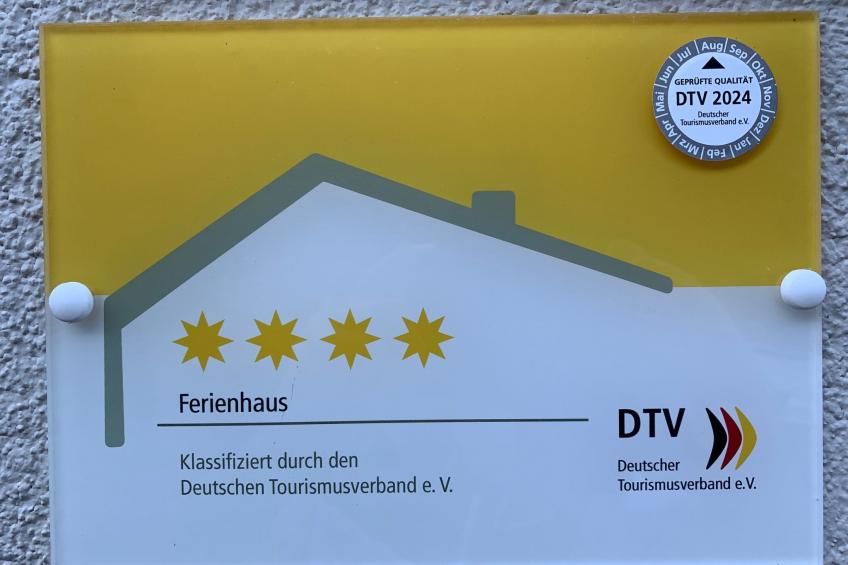 Jan Feb Mrz Apr Mai Jun Jul Aug Sep Okt Nov Dez
GEPRÜFTE QUALITÄT
DTV 2024
Deutscher
Tourismusverband e.V.
Ferienhaus
Klassifiziert durch den
Deutschen Tourismusverband e. V.
DTV
Deutscher
Tourismusverband e.V.